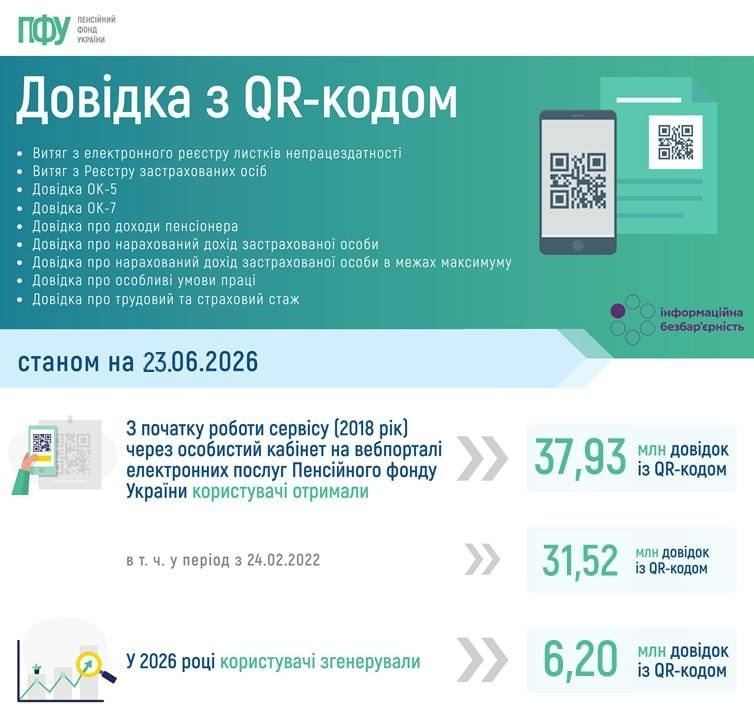 ПФУ
ПЕНСІЙНИЙ
ФОНД
УКРАЇНИ
Довідка з QR-кодом
• Витяг з електронного реєстру листків непрацездатності
• Витяг з Реєстру застрахованих осіб
• Довідка ОК-5
• Довідка ОК-7
• Довідка про доходи пенсіонера
• Довідка про нарахований дохід застрахованої особи
• Довідка про нарахований дохід застрахованої особи в межах максимуму
• Довідка про особливі умови праці
• Довідка про трудовий та страховий стаж
інформаційна
безбар'єрність
станом на 23.06.2026
З початку роботи сервісу (2018 рік)
через особистий кабінет на вебпорталі
електронних послуг Пенсійного фонду
України користувачі отримали
37,93 млн довідок
із QR-кодом
в т. ч. у період з 24.02.2022
31,52 млн довідок
із QR-кодом
У 2026 році користувачі згенерували
6,20 млн довідок
із QR-кодом